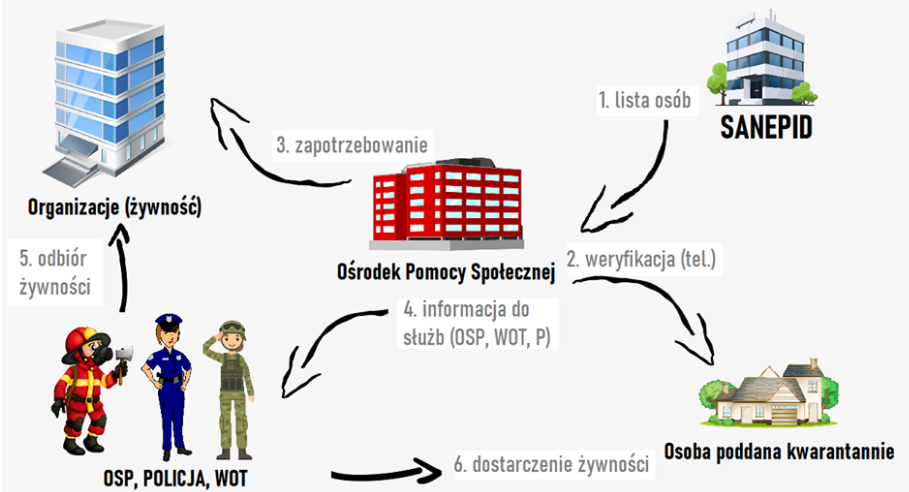 1. lista osób
SANEPID
3. zapotrzebowanie
Organizacje (żywność)
Ośrodek Pomocy Społecznej
2. weryfikacja (tel.)
5. odbiór
żywności
4. informacja do
służb (OSP, WOT, P)
OSP, POLICJA, WOT
6. dostarczenie żywności
Osoba poddana kwarantannie